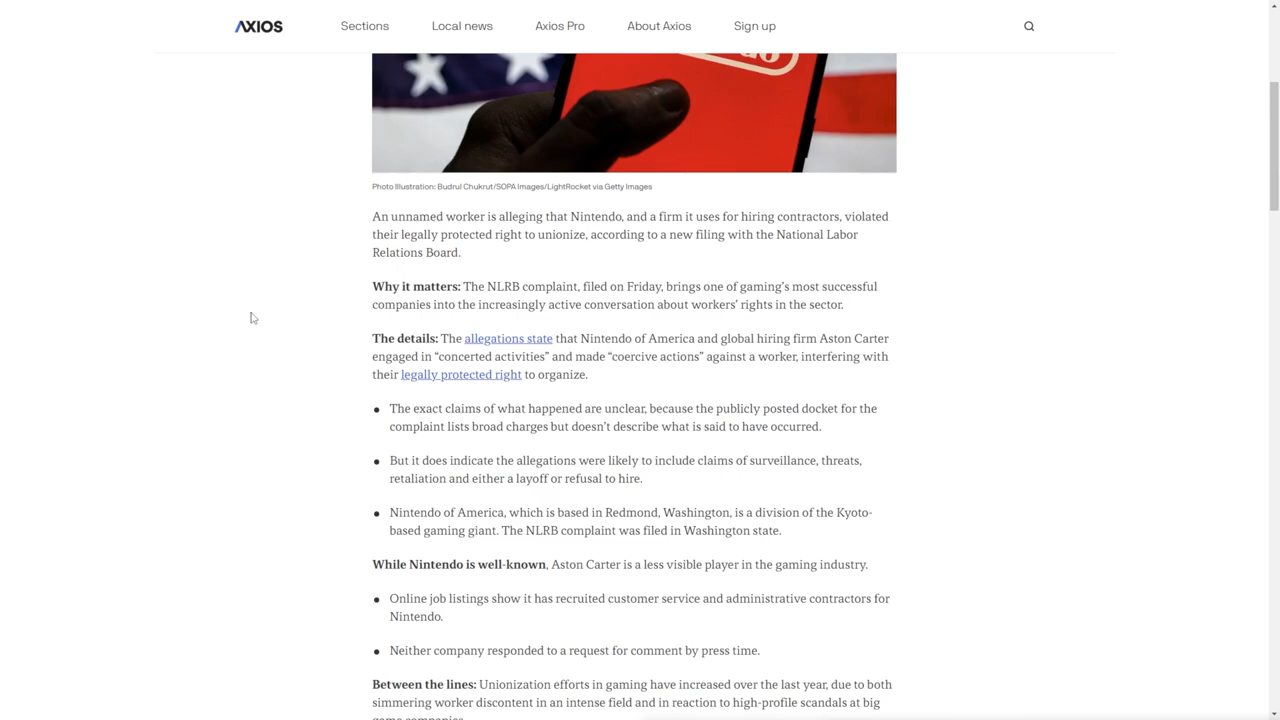 AXIOS
Sections
Local news
Axios Pro
About Axios
Sign up
Photo Illustration: Budrul Chukrut/SOPA Images/LightRocket via Getty Images
An unnamed worker is alleging that Nintendo, and a firm it uses for hiring contractors, violated
their legally protected right to unionize, according to a new filing with the National Labor
Relations Board.
Why it matters: The NLRB complaint, filed on Friday, brings one of gaming's most successful
companies into the increasingly active conversation about workers' rights in the sector.
The details: The allegations state that Nintendo of America and global hiring firm Aston Carter
engaged in “concerted activities” and made “coercive actions” against a worker, interfering with
their legally protected right to organize.
● The exact claims of what happened are unclear, because the publicly posted docket for the
complaint lists broad charges but doesn't describe what is said to have occurred.
● But it does indicate the allegations were likely to include claims of surveillance, threats,
retaliation and either a layoff or refusal to hire.
● Nintendo of America, which is based in Redmond, Washington, is a division of the Kyoto-
based gaming giant. The NLRB complaint was filed in Washington state.
While Nintendo is well-known, Aston Carter is a less visible player in the gaming industry.
● Online job listings show it has recruited customer service and administrative contractors for
Nintendo.
● Neither company responded to a request for comment by press time.
Between the lines: Unionization efforts in gaming have increased over the last year, due to both
simmering worker discontent in an intense field and in reaction to high-profile scandals at big
game companies.